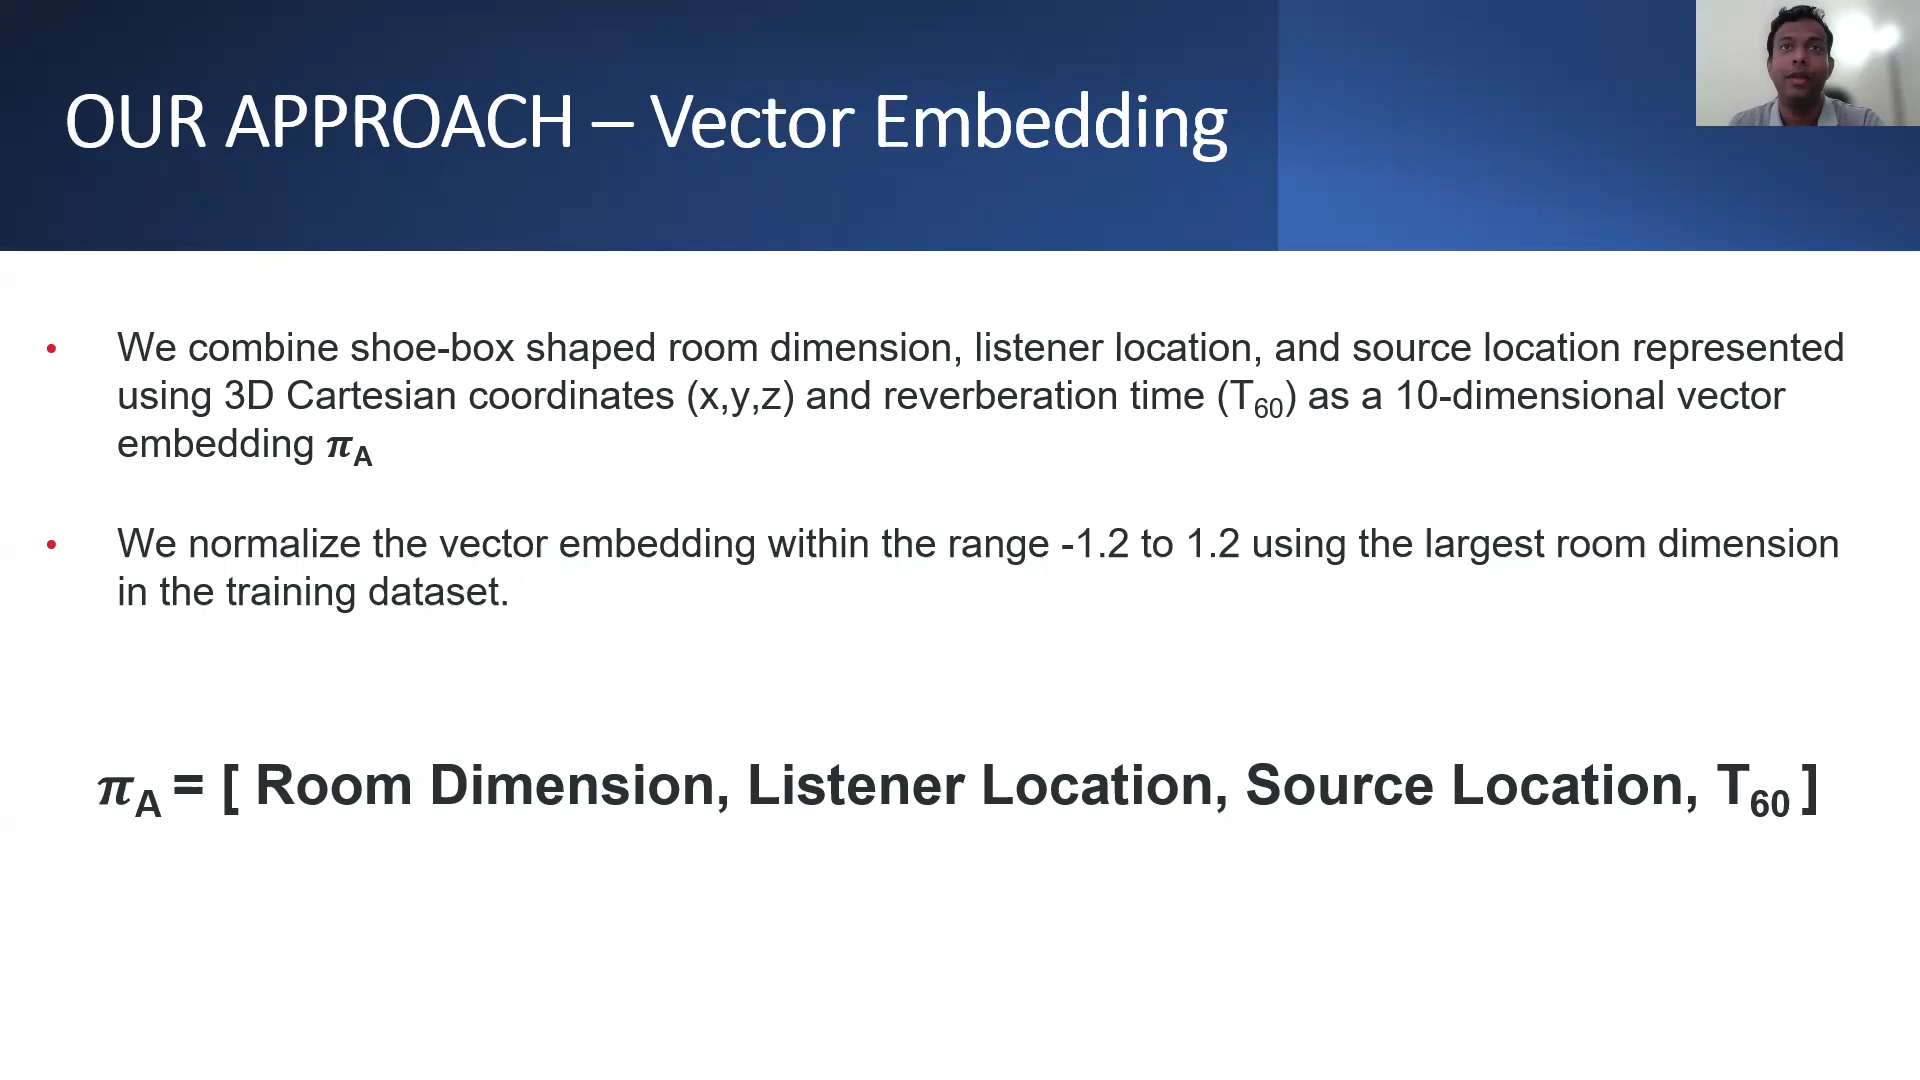 OUR APPROACH – Vector Embedding
• We combine shoe-box shaped room dimension, listener location, and source location represented
using 3D Cartesian coordinates (x,y,z) and reverberation time (T₆₀) as a 10-dimensional vector
embedding 𝝅A
• We normalize the vector embedding within the range -1.2 to 1.2 using the largest room dimension
in the training dataset.
𝝅A = [ Room Dimension, Listener Location, Source Location, T₆₀ ]